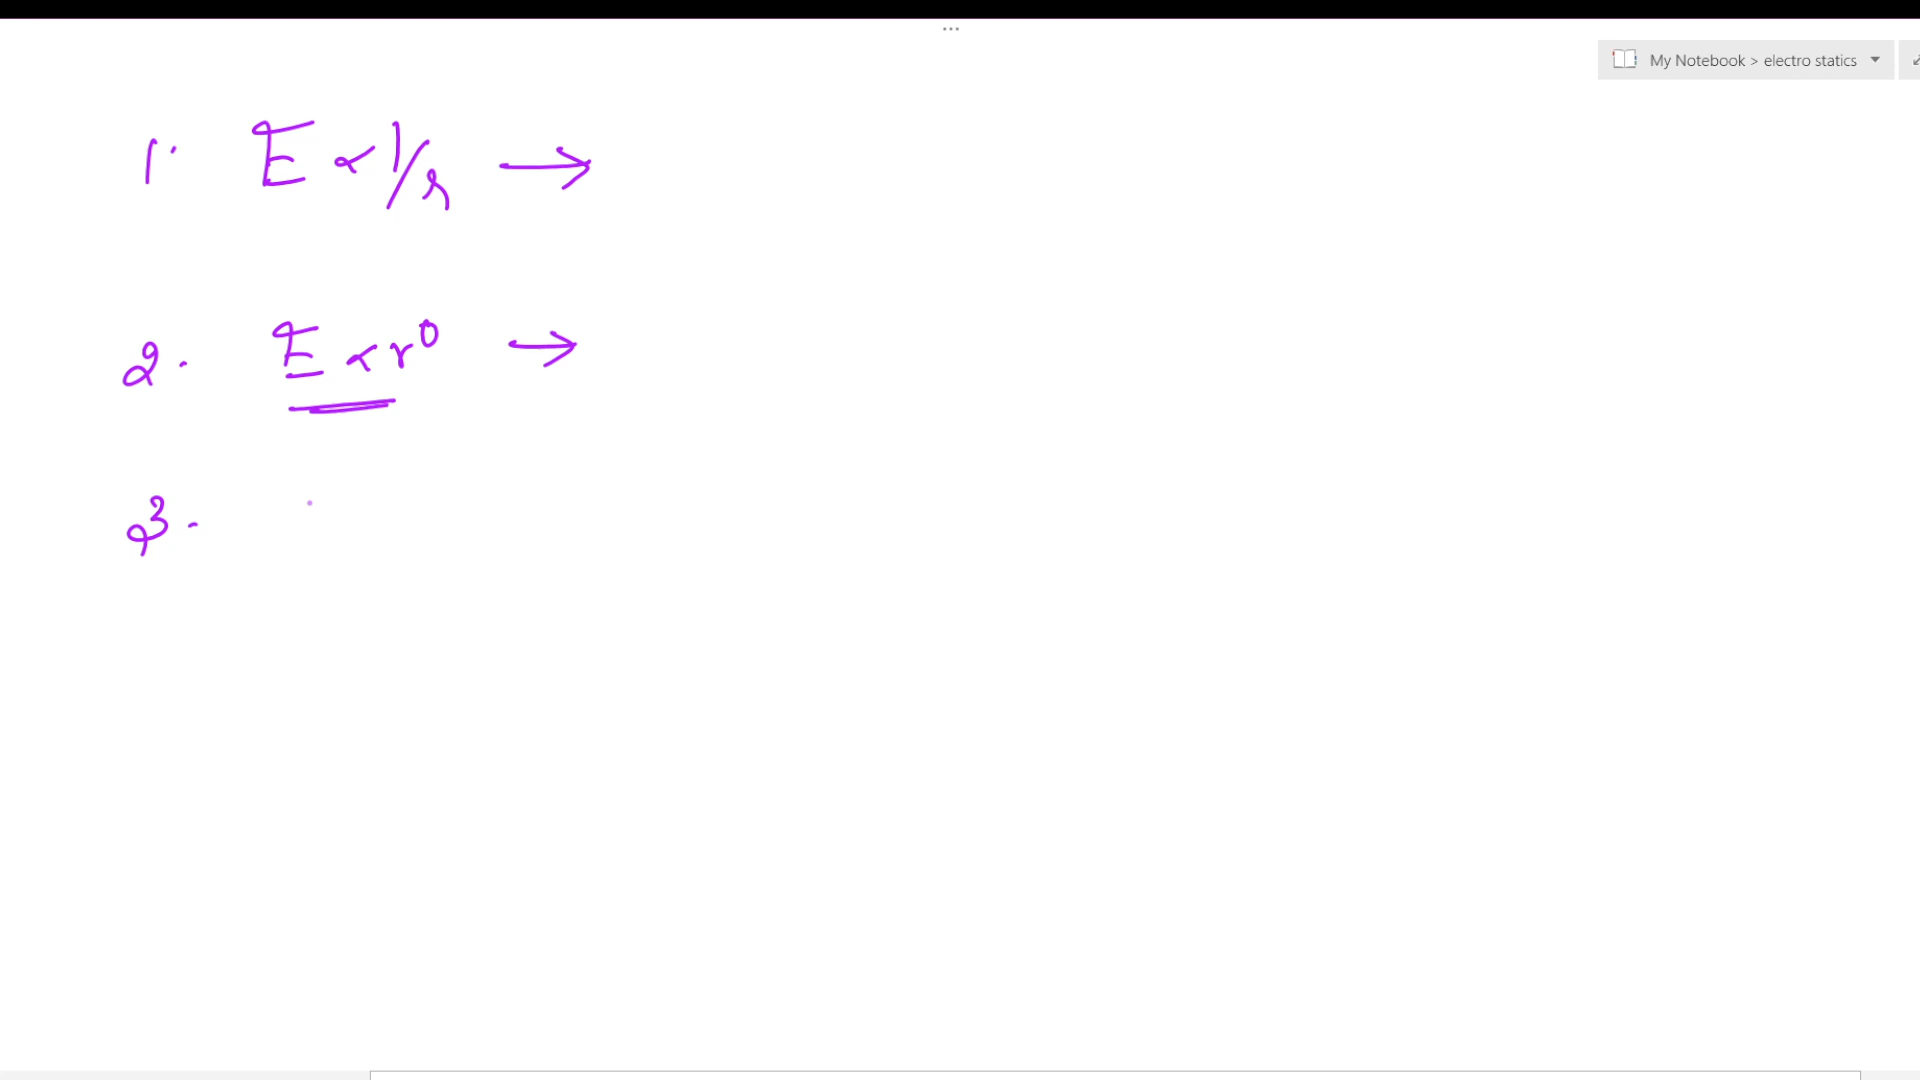 ...
My Notebook > electro statics
1. E ∝ 1/r →
2. E ∝ r⁰ →
3.